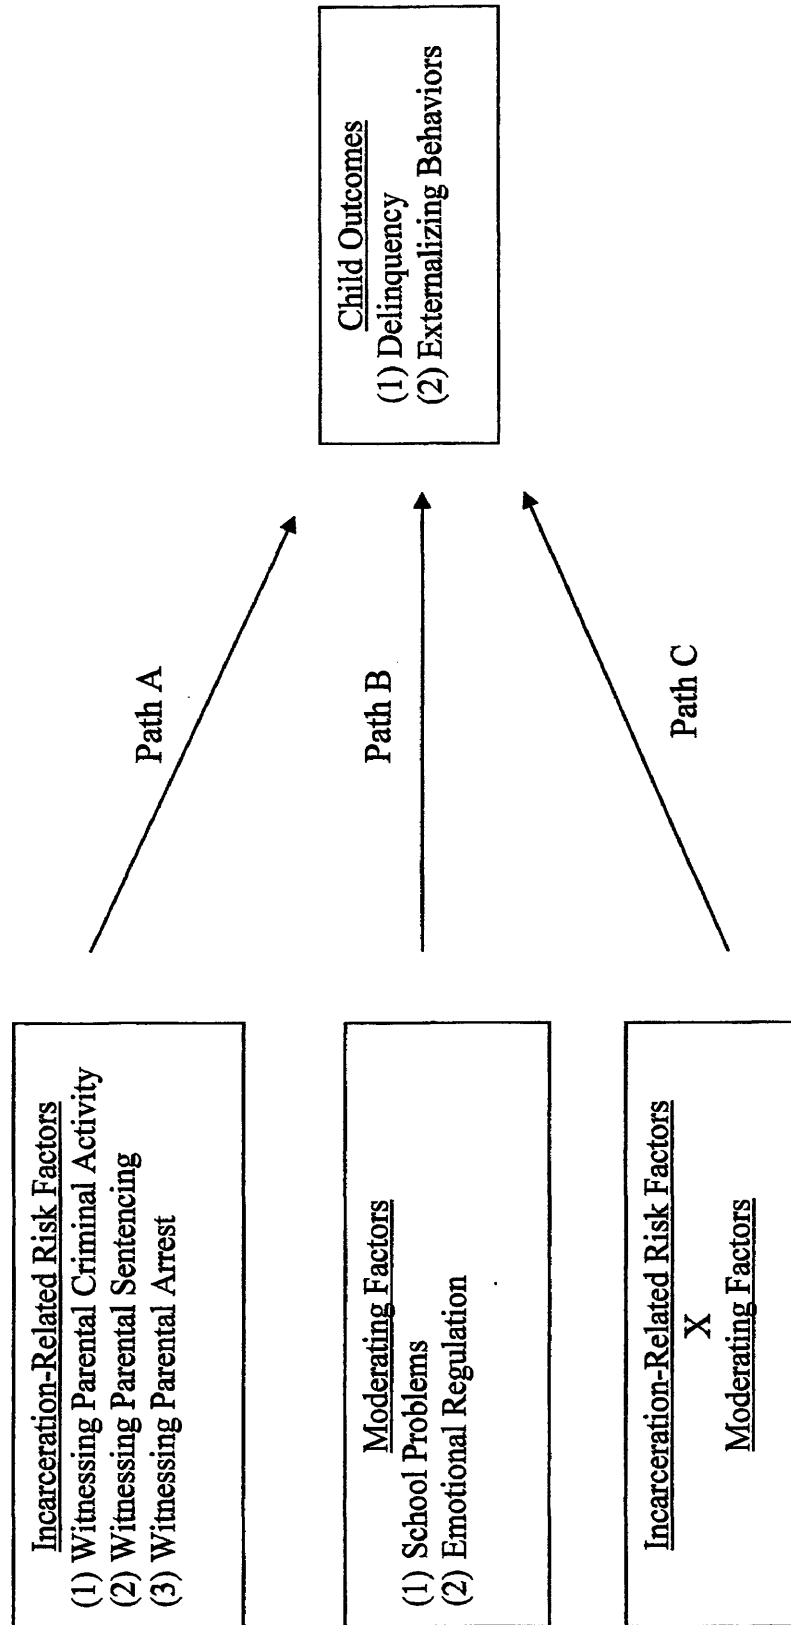 Incarceration-Related Risk Factors
(1) Witnessing Parental Criminal Activity
(2) Witnessing Parental Sentencing
(3) Witnessing Parental Arrest
Moderating Factors
(1) School Problems
(2) Emotional Regulation
Incarceration-Related Risk Factors
X
Moderating Factors
Path A
Path B
Path C
Child Outcomes
(1) Delinquency
(2) Externalizing Behaviors